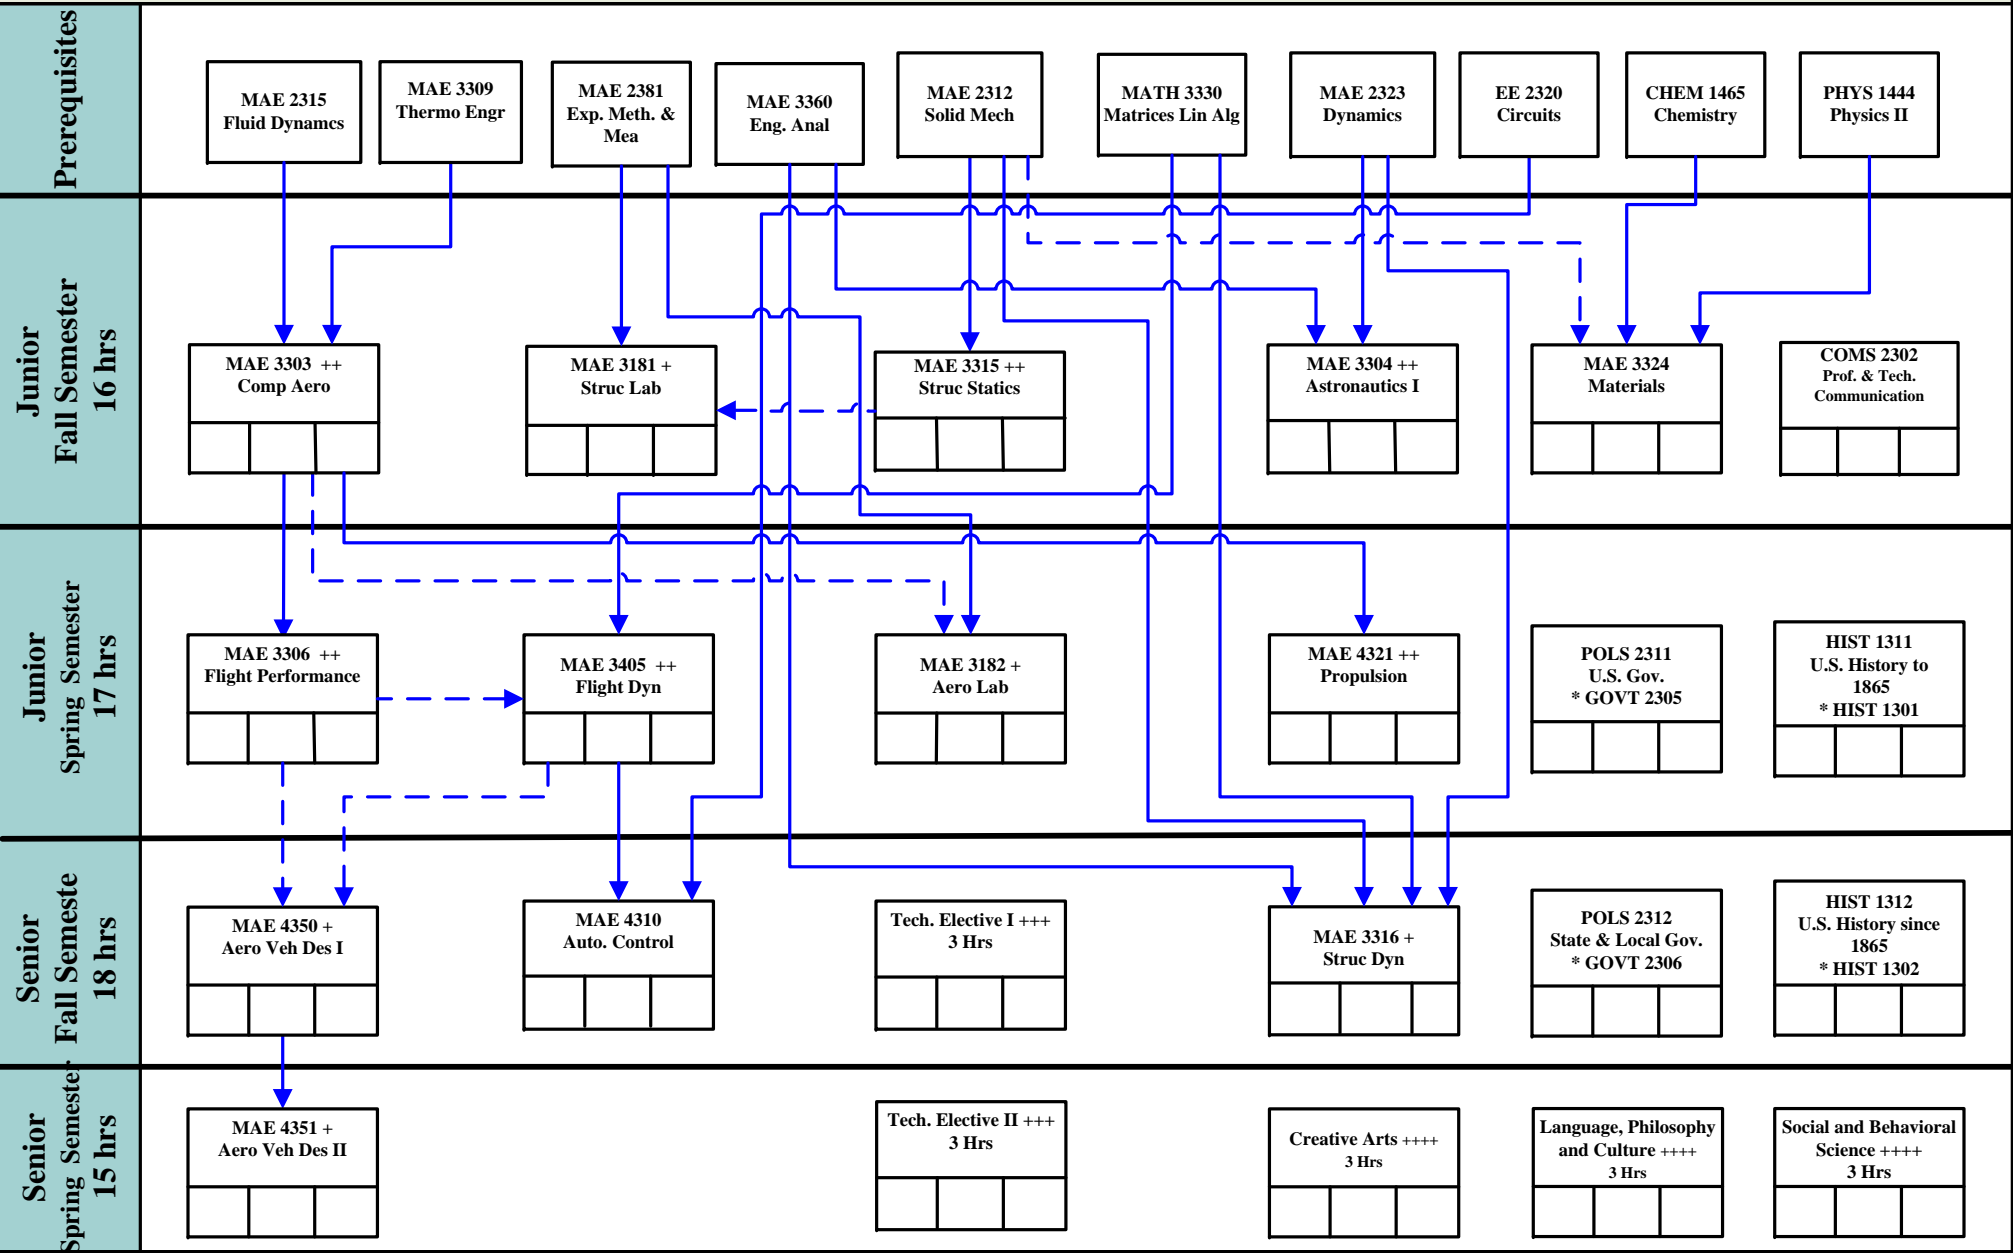 Prerequisites
MAE 2315
Fluid Dynamcs
MAE 3309
Thermo Engr
MAE 2381
Exp. Meth. &
Mea
MAE 3360
Eng. Anal
MAE 2312
Solid Mech
MATH 3330
Matrices Lin Alg
MAE 2323
Dynamics
EE 2320
Circuits
CHEM 1465
Chemistry
PHYS 1444
Physics II
Junior
Fall Semester
16 hrs
MAE 3303 ++
Comp Aero
MAE 3181 +
Struc Lab
MAE 3315 ++
Struc Statics
MAE 3304 ++
Astronautics I
MAE 3324
Materials
COMS 2302
Prof. & Tech.
Communication
Junior
Spring Semester
17 hrs
MAE 3306 ++
Flight Performance
MAE 3405 ++
Flight Dyn
MAE 3182 +
Aero Lab
MAE 4321 ++
Propulsion
POLS 2311
U.S. Gov.
* GOVT 2305
HIST 1311
U.S. History to
1865
* HIST 1301
Senior
Fall Semeste
18 hrs
MAE 4350 +
Aero Veh Des I
MAE 4310
Auto. Control
Tech. Elective I +++
3 Hrs
MAE 3316 +
Struc Dyn
POLS 2312
State & Local Gov.
* GOVT 2306
HIST 1312
U.S. History since
1865
* HIST 1302
Senior
Spring Semester
15 hrs
MAE 4351 +
Aero Veh Des II
Tech. Elective II +++
3 Hrs
Creative Arts ++++
3 Hrs
Language, Philosophy
and Culture ++++
3 Hrs
Social and Behavioral
Science ++++
3 Hrs